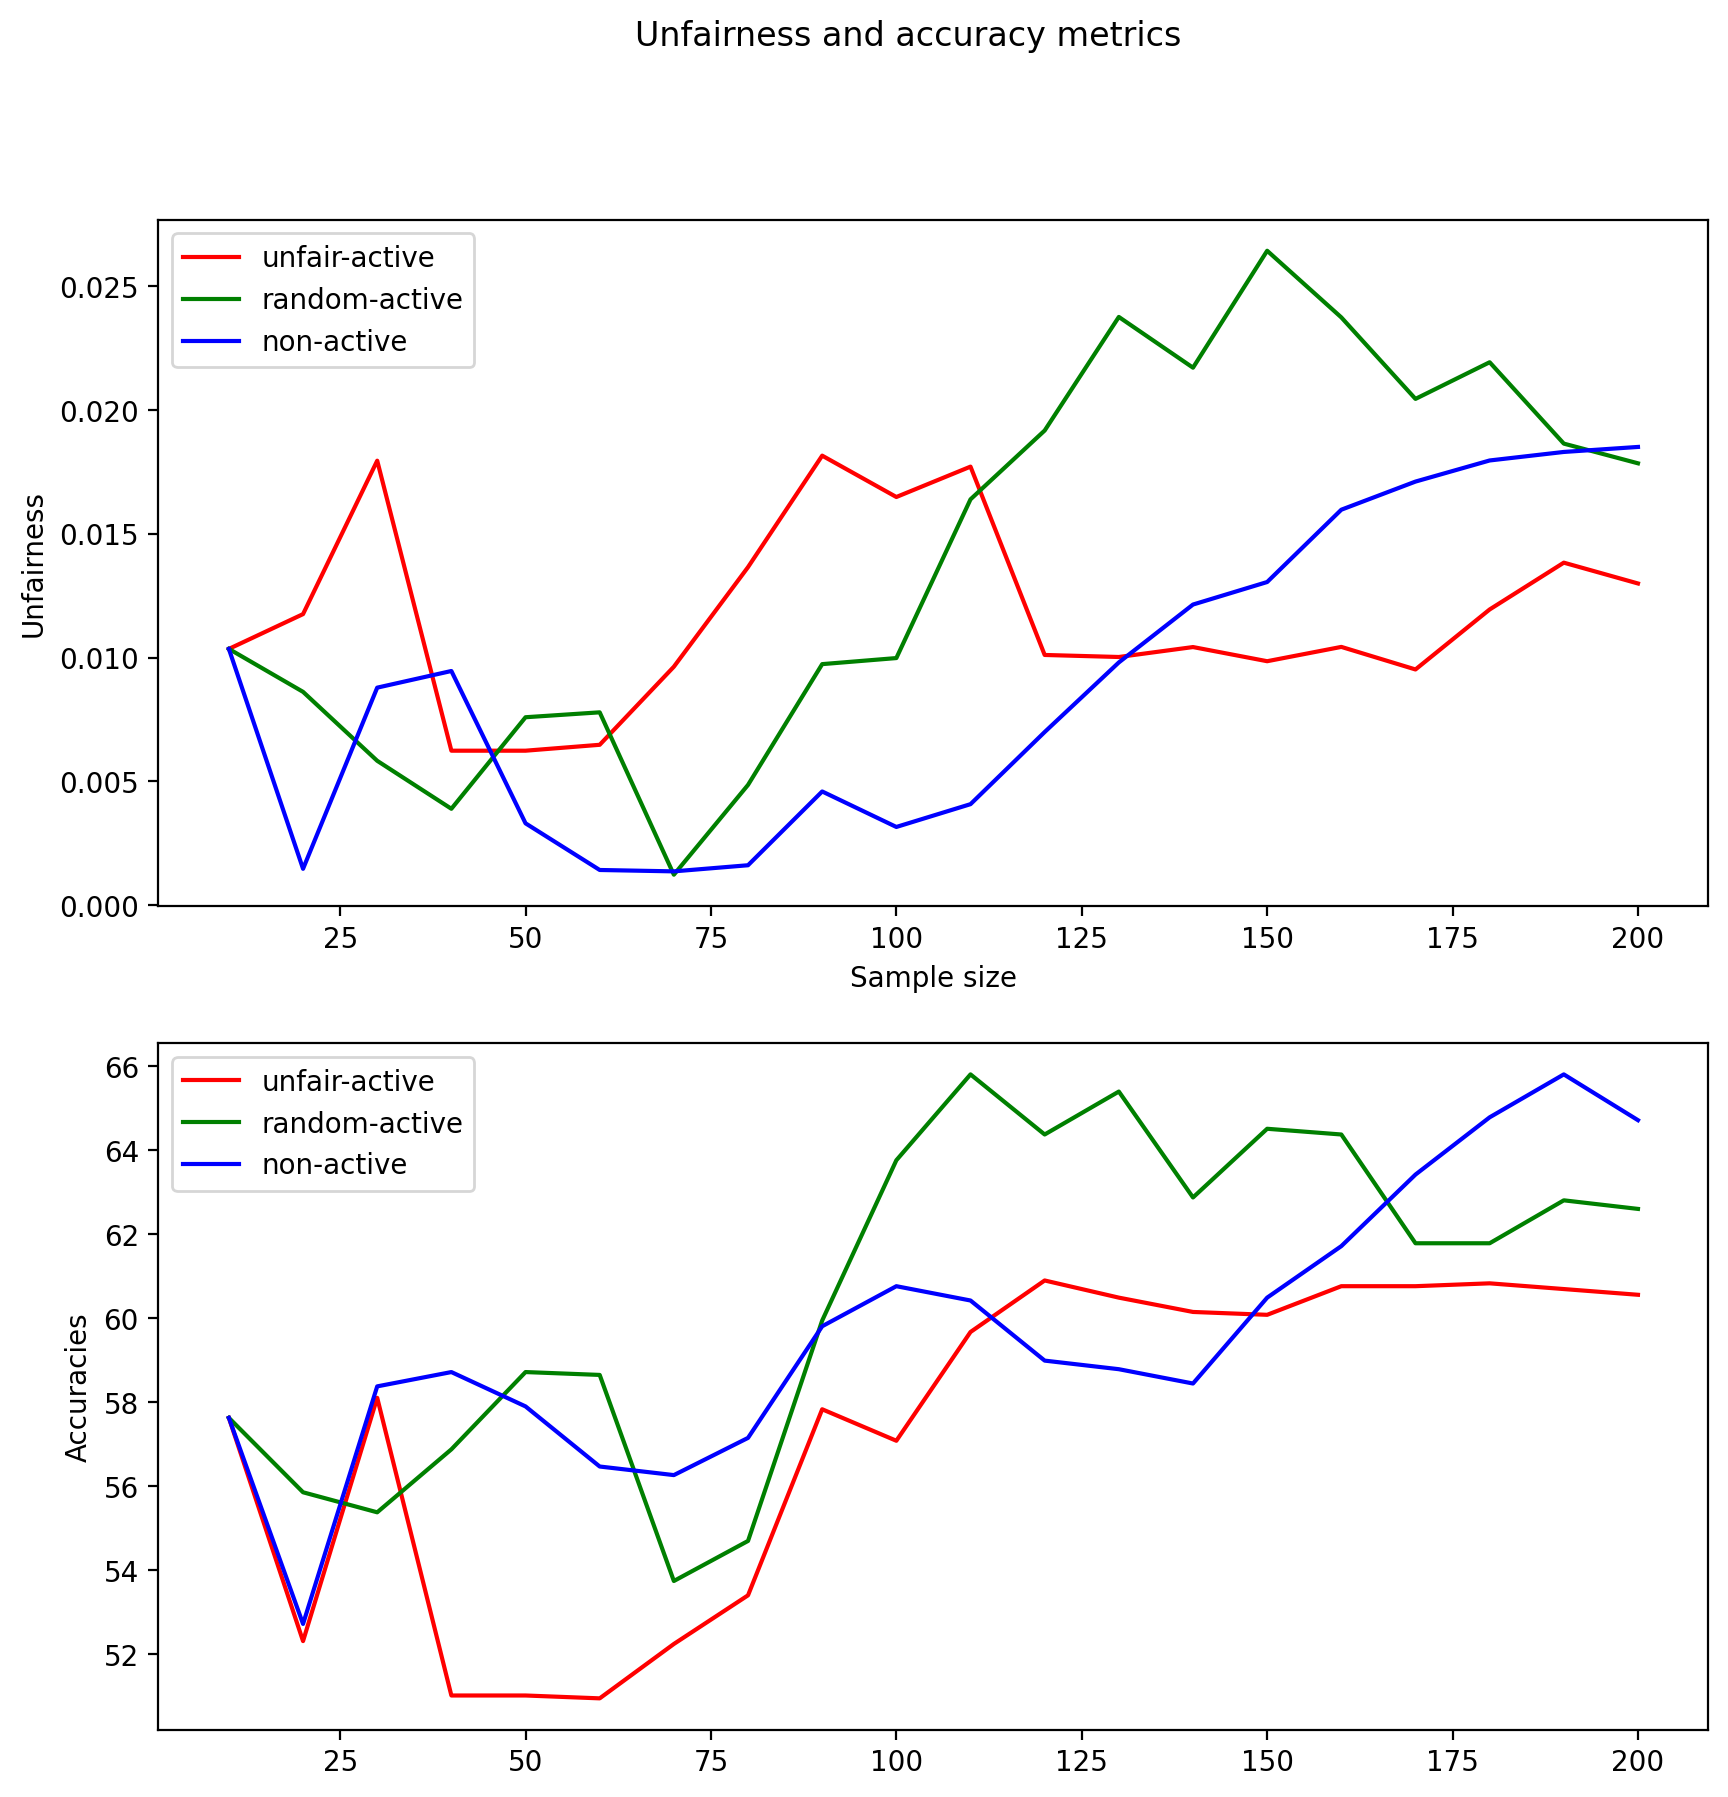 Unfairness and accuracy metrics
unfair-active
random-active
non-active
Unfairness
0.025
0.020
0.015
0.010
0.005
0.000
25 50 75 100 125 150 175 200
Sample size
unfair-active
random-active
non-active
Accuracies
66
64
62
60
58
56
54
52
25 50 75 100 125 150 175 200